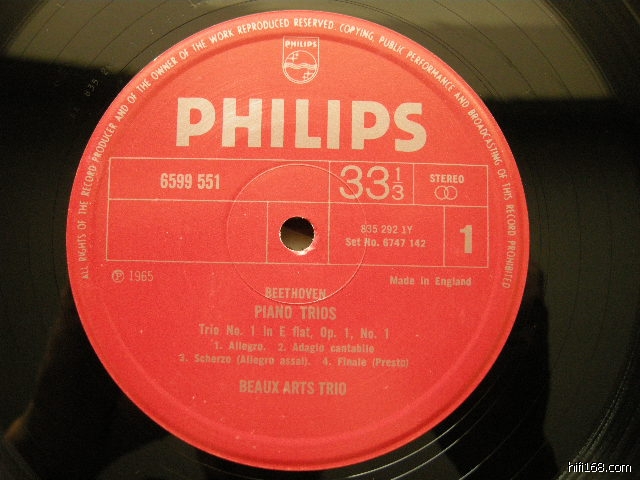 ALL RIGHTS OF THE RECORD PRODUCER AND OF THE OWNER OF THE WORK REPRODUCED RESERVED. COPYING, PUBLIC PERFORMANCE AND BROADCASTING OF THIS RECORD PROHIBITED
PHILIPS
PHILIPS
6599 551
33 1/3
STEREO
835 292 1Y
Set No. 6747 142
1
℗ 1965
Made in England
BEETHOVEN
PIANO TRIOS
Trio No. 1 in E flat, Op. 1, No. 1
1. Allegro. 2. Adagio cantabile
3. Scherzo (Allegro assai). 4. Finale (Presto)
BEAUX ARTS TRIO
hifi168.com